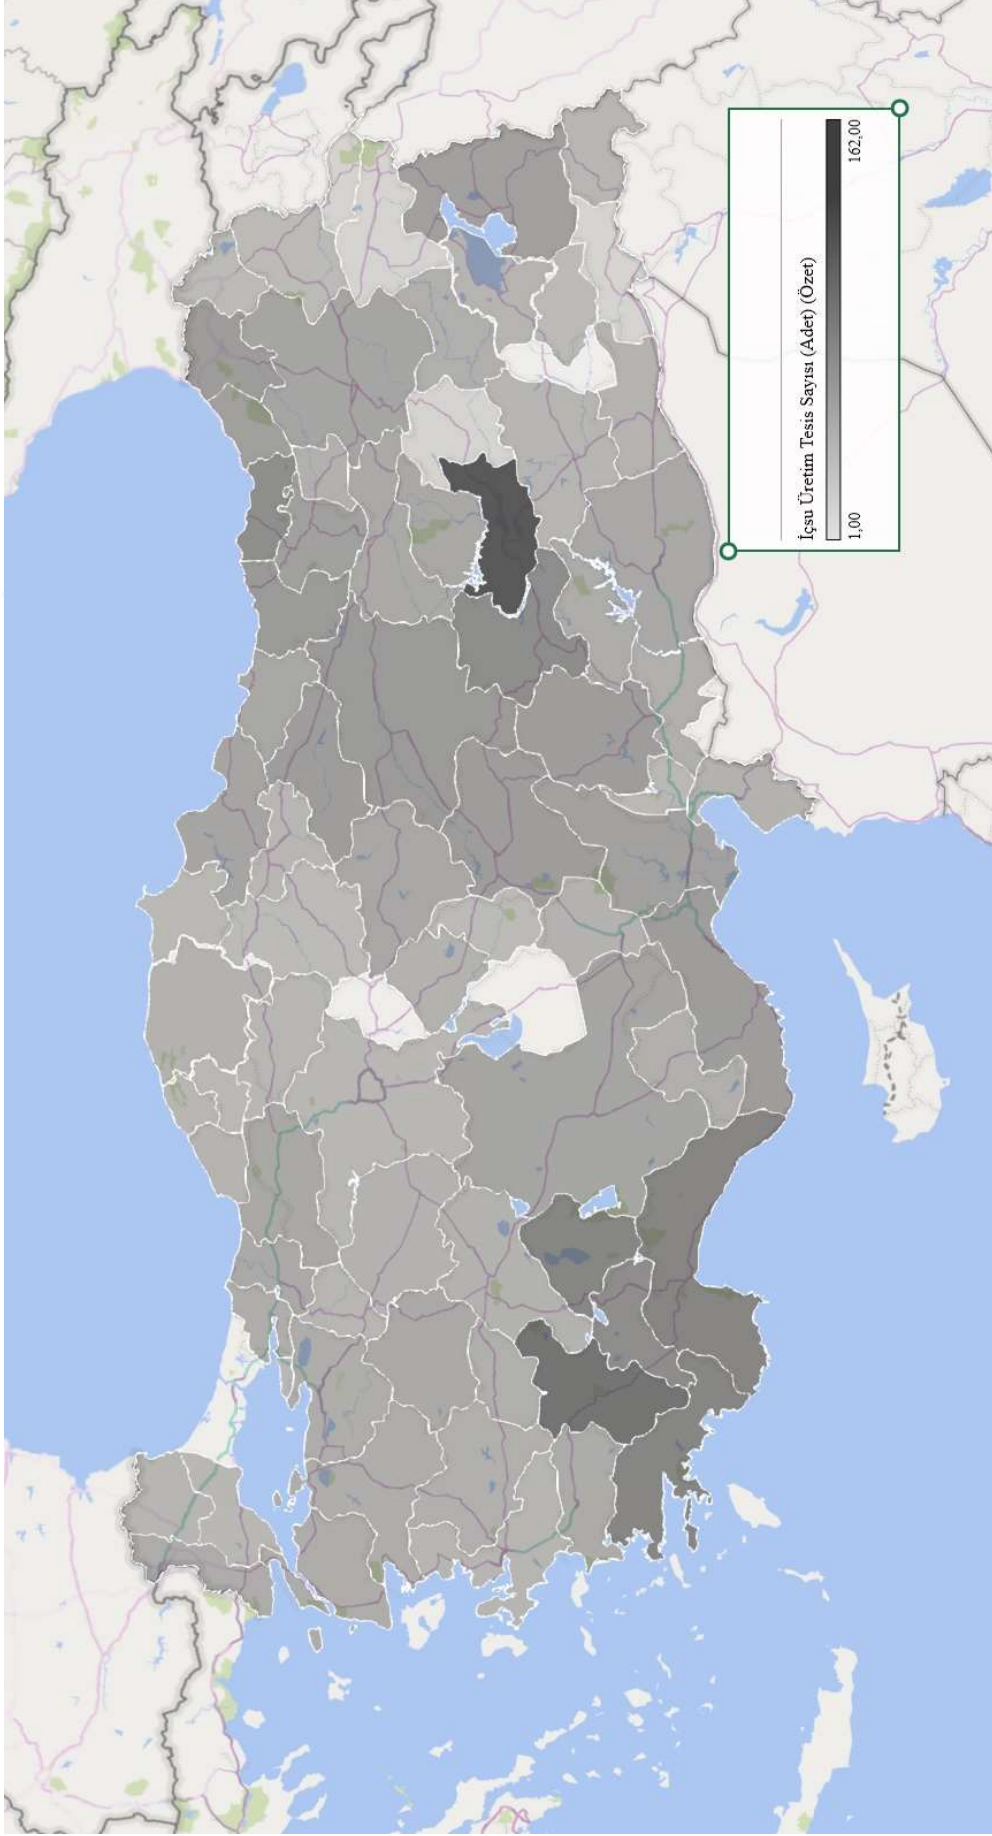 İçsu Üretim Tesis Sayısı (Adet) (Özet)
1,00
162,00